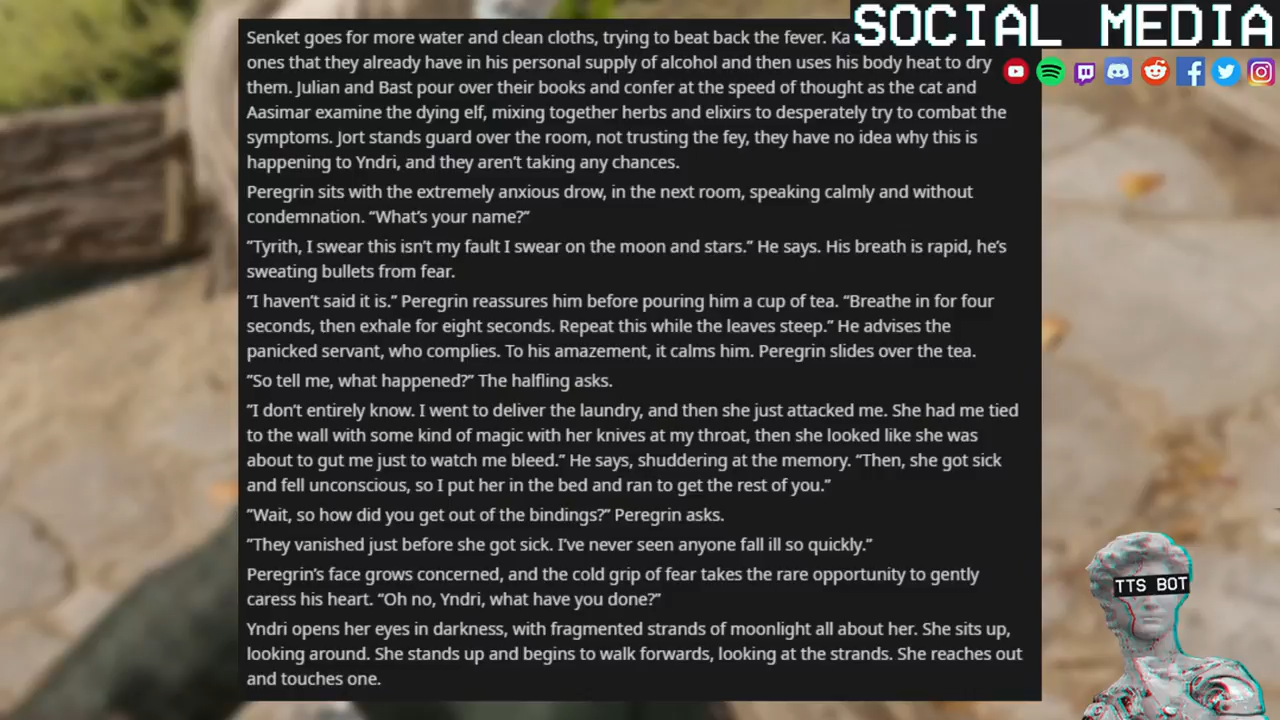 SOCIAL MEDIA
Senket goes for more water and clean cloths, trying to beat back the fever. Ka
ones that they already have in his personal supply of alcohol and then uses his body heat to dry
them. Julian and Bast pour over their books and confer at the speed of thought as the cat and
Aasimar examine the dying elf, mixing together herbs and elixirs to desperately try to combat the
symptoms. Jort stands guard over the room, not trusting the fey, they have no idea why this is
happening to Yndri, and they aren’t taking any chances.
Peregrin sits with the extremely anxious drow, in the next room, speaking calmly and without
condemnation. “What’s your name?”
“Tyrith, I swear this isn’t my fault I swear on the moon and stars.” He says. His breath is rapid, he’s
sweating bullets from fear.
“I haven’t said it is.” Peregrin reassures him before pouring him a cup of tea. “Breathe in for four
seconds, then exhale for eight seconds. Repeat this while the leaves steep.” He advises the
panicked servant, who complies. To his amazement, it calms him. Peregrin slides over the tea.
“So tell me, what happened?” The halfling asks.
“I don’t entirely know. I went to deliver the laundry, and then she just attacked me. She had me tied
to the wall with some kind of magic with her knives at my throat, then she looked like she was
about to gut me just to watch me bleed.” He says, shuddering at the memory. “Then, she got sick
and fell unconscious, so I put her in the bed and ran to get the rest of you.”
“Wait, so how did you get out of the bindings?” Peregrin asks.
“They vanished just before she got sick. I’ve never seen anyone fall ill so quickly.”
Peregrin’s face grows concerned, and the cold grip of fear takes the rare opportunity to gently
caress his heart. “Oh no, Yndri, what have you done?”
Yndri opens her eyes in darkness, with fragmented strands of moonlight all about her. She sits up,
looking around. She stands up and begins to walk forwards, looking at the strands. She reaches out
and touches one.
TTS BOT